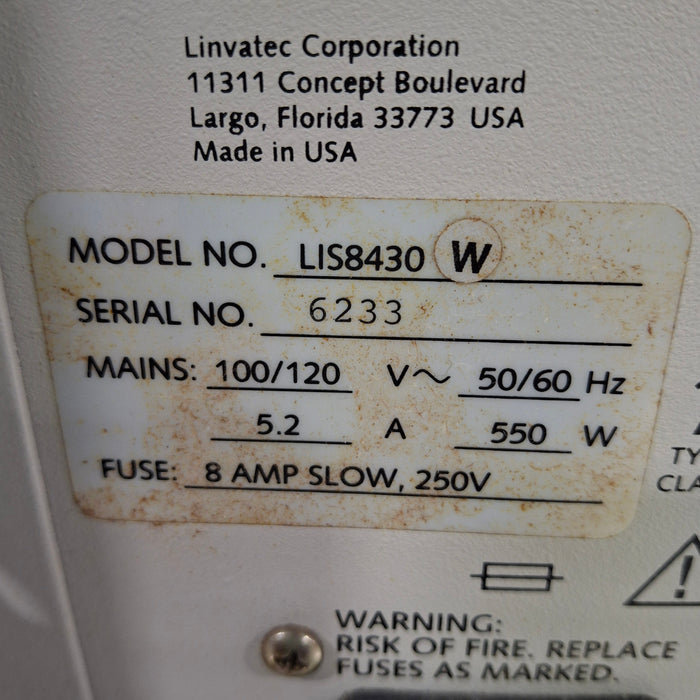 Linvatec Corporation
11311 Concept Boulevard
Largo, Florida 33773 USA
Made in USA
MODEL NO. LIS8430 W
SERIAL NO. 6233
MAINS: 100/120 V~ 50/60 Hz
5.2 A 550 W
FUSE: 8 AMP SLOW, 250V
TY
CLA
WARNING:
RISK OF FIRE. REPLACE
FUSES AS MARKED.